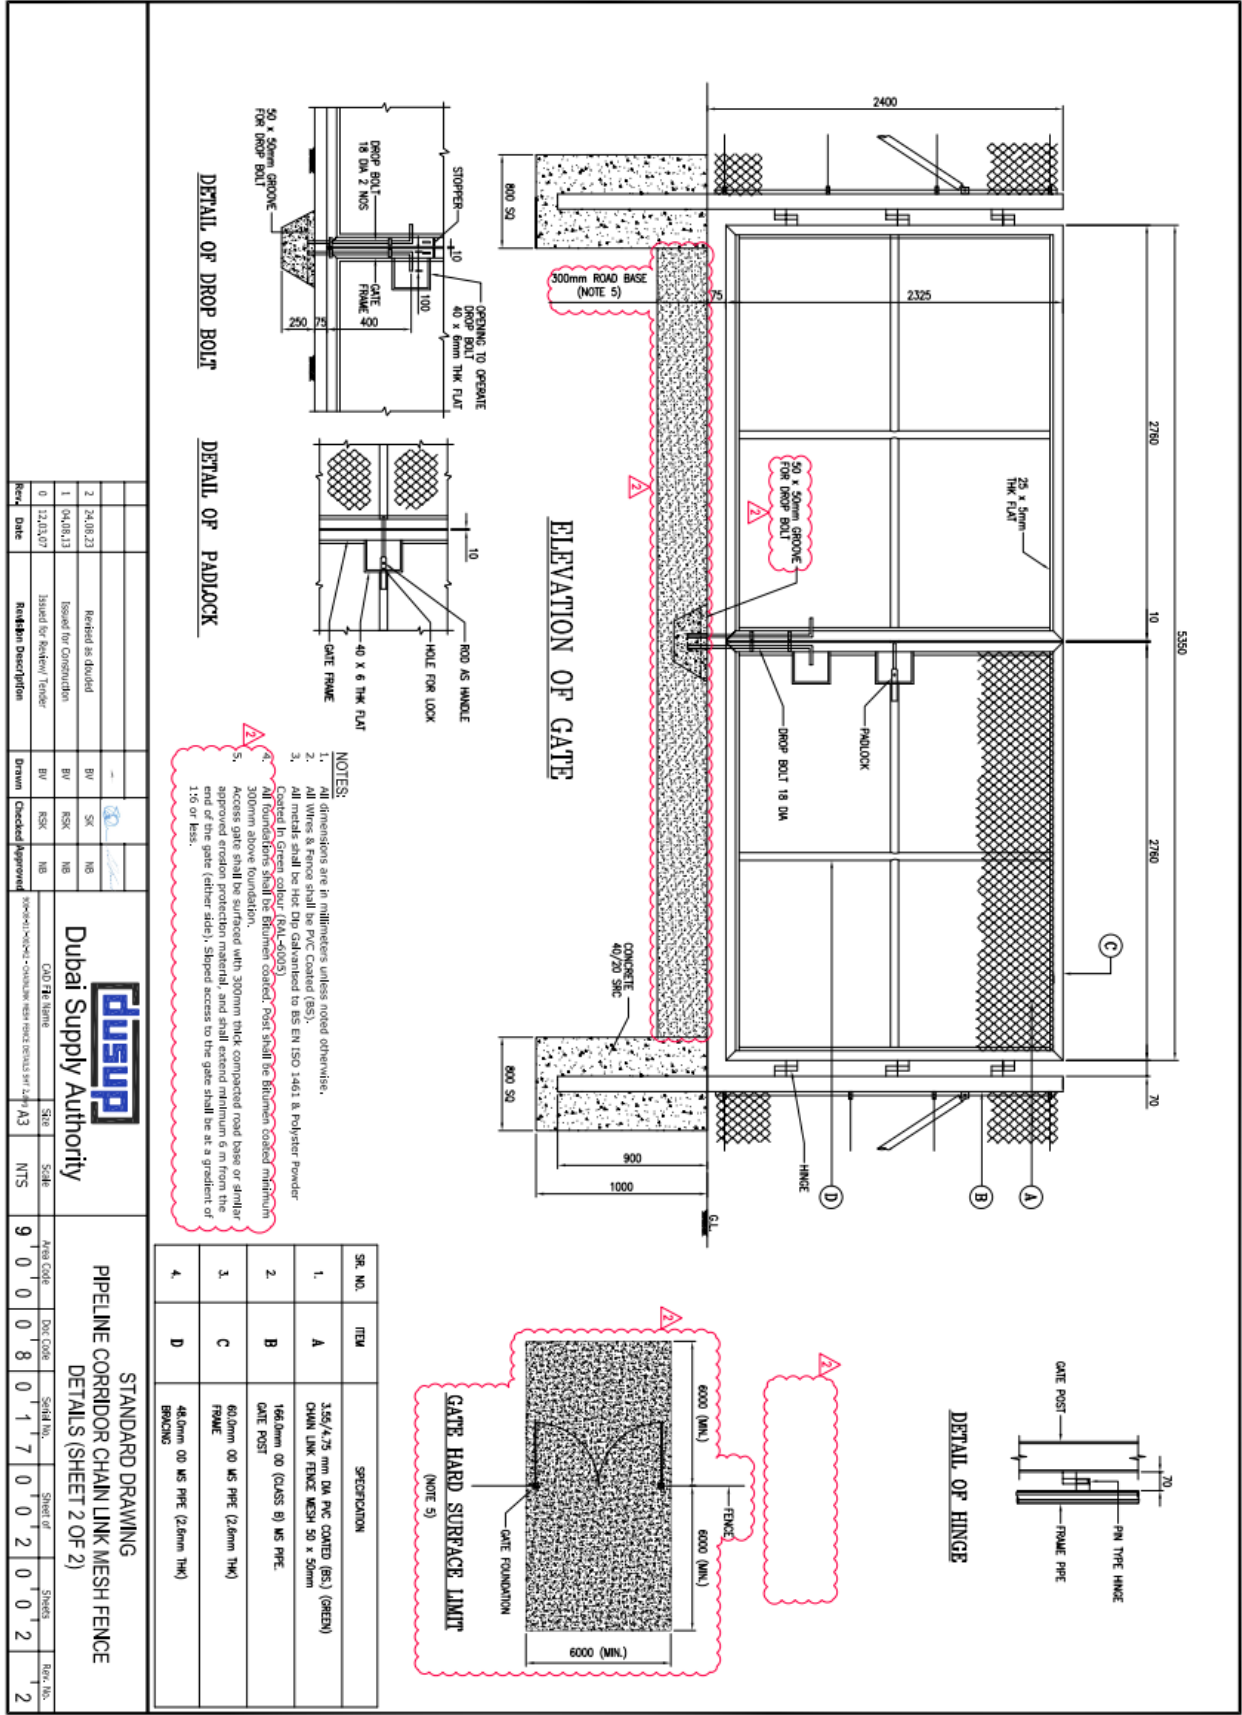 2400
800 SQ
300mm ROAD BASE
(NOTE 5)
75
2325
2760
5350
10
2760
70
25 x 5mm
THK FLAT
50 x 50mm GROOVE
FOR DROP BOLT
2
2
PADLOCK
DROP BOLT 18 DIA
CONCRETE
40/20 SRC
800 SQ
900
1000
G.L.
HINGE
A
B
C
D
ELEVATION OF GATE
50 x 50mm GROOVE
FOR DROP BOLT
DROP BOLT
18 DIA 2 NOS
STOPPER
10
100
OPENING TO OPERATE
DROP BOLT
40 x 6mm THK FLAT
GATE
FRAME
250
75
400
DETAIL OF DROP BOLT
10
ROD AS HANDLE
HOLE FOR LOCK
40 X 6 THK FLAT
GATE FRAME
DETAIL OF PADLOCK
GATE POST
70
PIN TYPE HINGE
FRAME PIPE
DETAIL OF HINGE
2
2
6000 (MIN.)
6000 (MIN.)
FENCE
6000 (MIN.)
GATE FOUNDATION
GATE HARD SURFACE LIMIT
(NOTE 5)
NOTES:
1. All dimensions are in millimeters unless noted otherwise.
2. All Wires & Fence shall be PVC Coated (BS).
3. All metals shall be Hot Dip Galvanised to BS EN ISO 1461 & Polyster Powder
Coated in Green colour (RAL-6005)
4. All foundations shall be Bitumen coated. Post shall be Bitumen coated minimum
300mm above foundation.
5. Access gate shall be surfaced with 300mm thick compacted road base or similar
approved erosion protection material, and shall extend minimum 6 m from the
end of the gate (either side). Sloped access to the gate shall be at a gradient of
1:6 or less.
2
SR. NO. ITEM SPECIFICATION
1. A 3.55/4.75 mm DIA PVC COATED (BS.) (GREEN)
CHAIN LINK FENCE MESH 50 x 50mm
2. B 166.0mm OD (CLASS B) MS PIPE.
GATE POST
3. C 60.0mm OD MS PIPE (2.6mm THK)
FRAME
4. D 48.0mm OD MS PIPE (2.6mm THK)
BRACING
2 24.08.23 Revised as clouded BV SK NB
1 04.08.13 Issued for Construction BV RSK NB
0 12.03.07 Issued for Review/ Tender BV RSK NB
Rev. Date Revision Description Drawn Checked Approved
dusup
Dubai Supply Authority
CAD File Name Size Scale
A3 NTS
STANDARD DRAWING
PIPELINE CORRIDOR CHAIN LINK MESH FENCE
DETAILS (SHEET 2 OF 2)
Area Code Doc Code Serial No. Sheet of Sheets Rev. No.
9 0 0 0 8 0 1 7 0 0 2 0 0 2 2